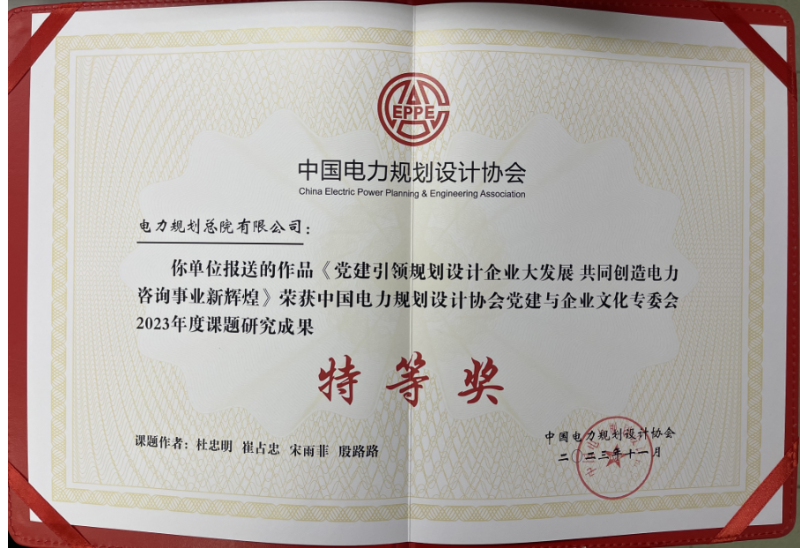 EPPE
中国电力规划设计协会
China Electric Power Planning & Engineering Association
电力规划总院有限公司：
你单位报送的作品《党建引领规划设计企业大发展 共同创造电力
咨询事业新辉煌》荣获中国电力规划设计协会党建与企业文化专委会
2023年度课题研究成果
特等奖
课题作者：杜忠明 崔占忠 宋雨菲 殷路路
中国电力规划设计协会
二〇二三年十一月